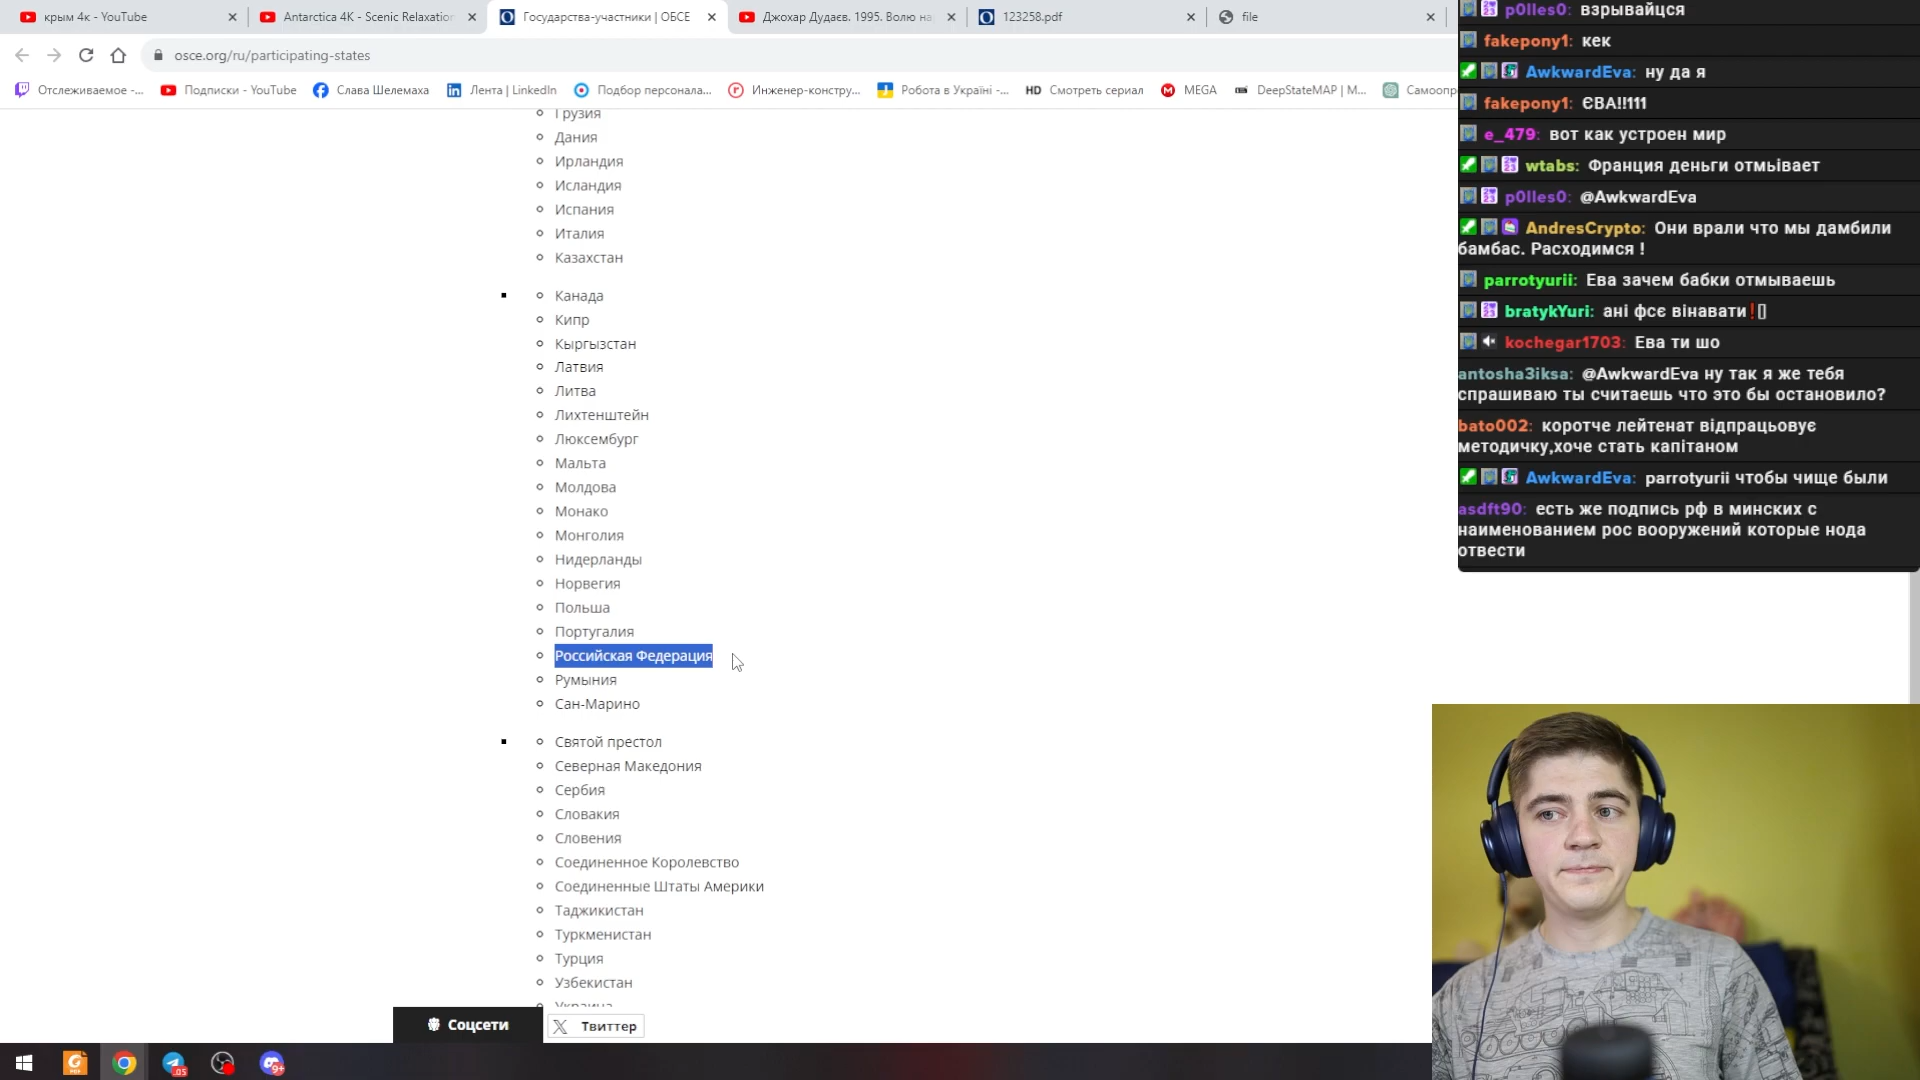 крым 4к - YouTube
Antarctica 4K - Scenic Relaxation
Государства-участники | ОБСЕ
Джохар Дудаєв. 1995. Волю на
123258.pdf
file
osce.org/ru/participating-states
Отслеживаемое -...
Подписки - YouTube
Слава Шелемаха
Лента | LinkedIn
Подбор персонала...
Инженер-констру...
Робота в Україні -...
HD Смотреть сериал
MEGA
DeepStateMAP | M...
Самоопр
Грузия
Дания
Ирландия
Исландия
Испания
Италия
Казахстан
Канада
Кипр
Кыргызстан
Латвия
Литва
Лихтенштейн
Люксембург
Мальта
Молдова
Монако
Монголия
Нидерланды
Норвегия
Польша
Португалия
Российская Федерация
Румыния
Сан-Марино
Святой престол
Северная Македония
Сербия
Словакия
Словения
Соединенное Королевство
Соединенные Штаты Америки
Таджикистан
Туркменистан
Турция
Узбекистан
Украина
Соцсети
Твиттер
p0lles0: взрывайцся
fakepony1: кек
AwkwardEva: ну да я
fakepony1: ЄВА!!111
e_479: вот как устроен мир
wtabs: Франция деньги отмьівает
p0lles0: @AwkwardEva
AndresCrypto: Они врали что мы дамбили
бамбас. Расходимся !
parrotyurii: Ева зачем бабки отмываешь
bratykYuri: ані фсє вінавати❗
kochegar1703: Ева ти шо
antosha3iksa: @AwkwardEva ну так я же тебя
спрашиваю ты считаешь что это бы остановило?
bato002: коротче лейтенат відпрацьовує
методичку,хоче стать капітаном
AwkwardEva: parrotyurii чтобы чище были
asdft90: есть же подпись рф в минских с
наименованием рос вооружений которые нода
отвести